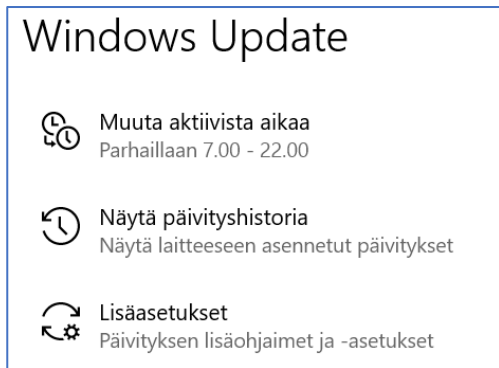 Windows Update
Muuta aktiivista aikaa
Parhaillaan 7.00 - 22.00
Näytä päivityshistoria
Näytä laitteeseen asennetut päivitykset
Lisäasetukset
Päivityksen lisäohjaimet ja -asetukset